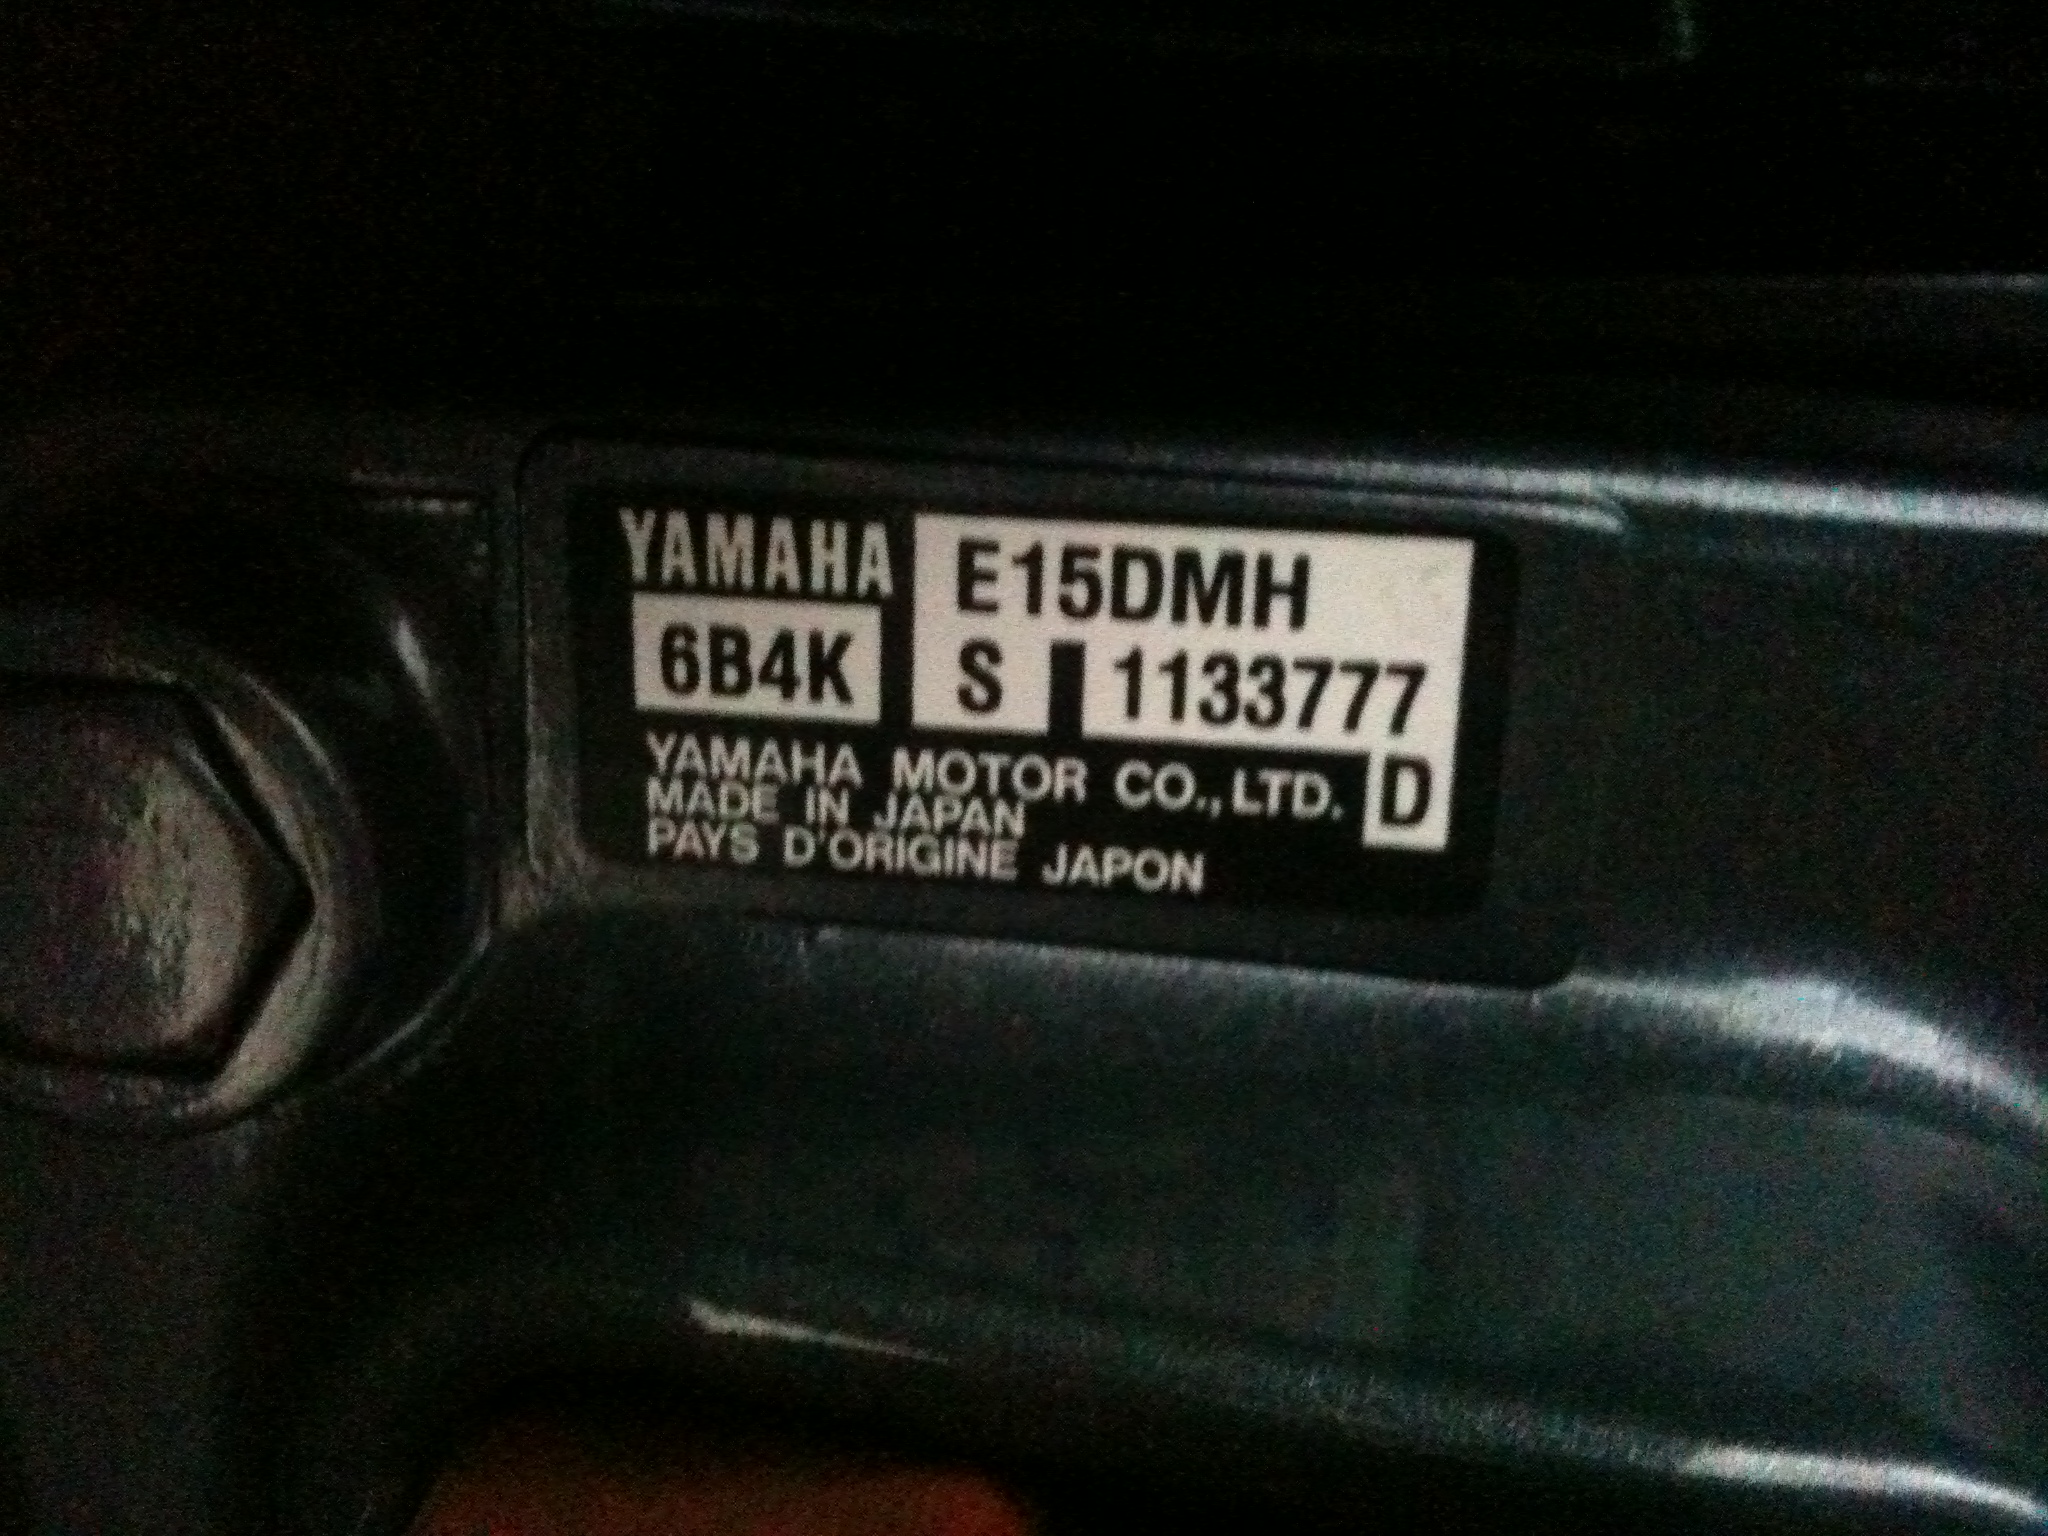 YAMAHA E15DMH
6B4K S 1133777
YAMAHA MOTOR CO.,LTD. D
MADE IN JAPAN
PAYS D'ORIGINE JAPON